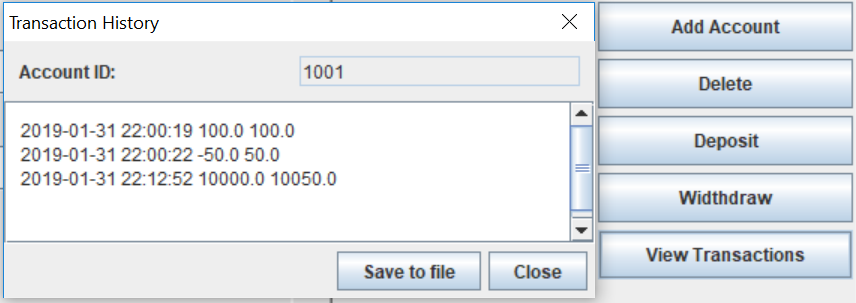 Transaction History
Account ID:
1001
2019-01-31 22:00:19 100.0 100.0
2019-01-31 22:00:22 -50.0 50.0
2019-01-31 22:12:52 10000.0 10050.0
Save to file
Close
Add Account
Delete
Deposit
Widthdraw
View Transactions